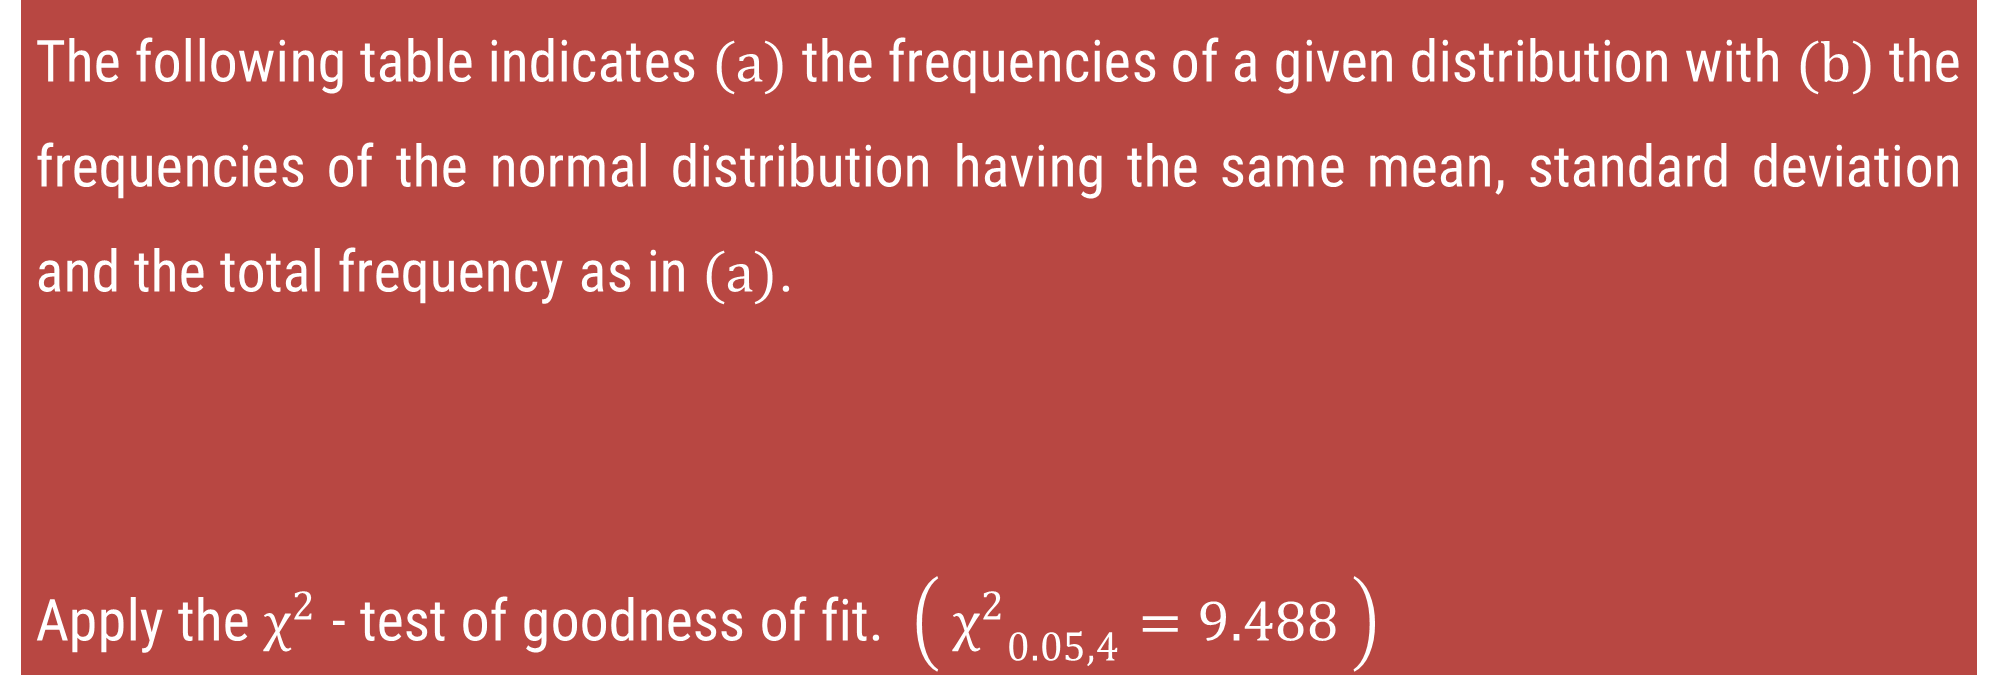 The following table indicates (a) the frequencies of a given distribution with (b) the
frequencies of the normal distribution having the same mean, standard deviation
and the total frequency as in (a).
Apply the χ² - test of goodness of fit. (χ²₀.₀₅,₄ = 9.488)